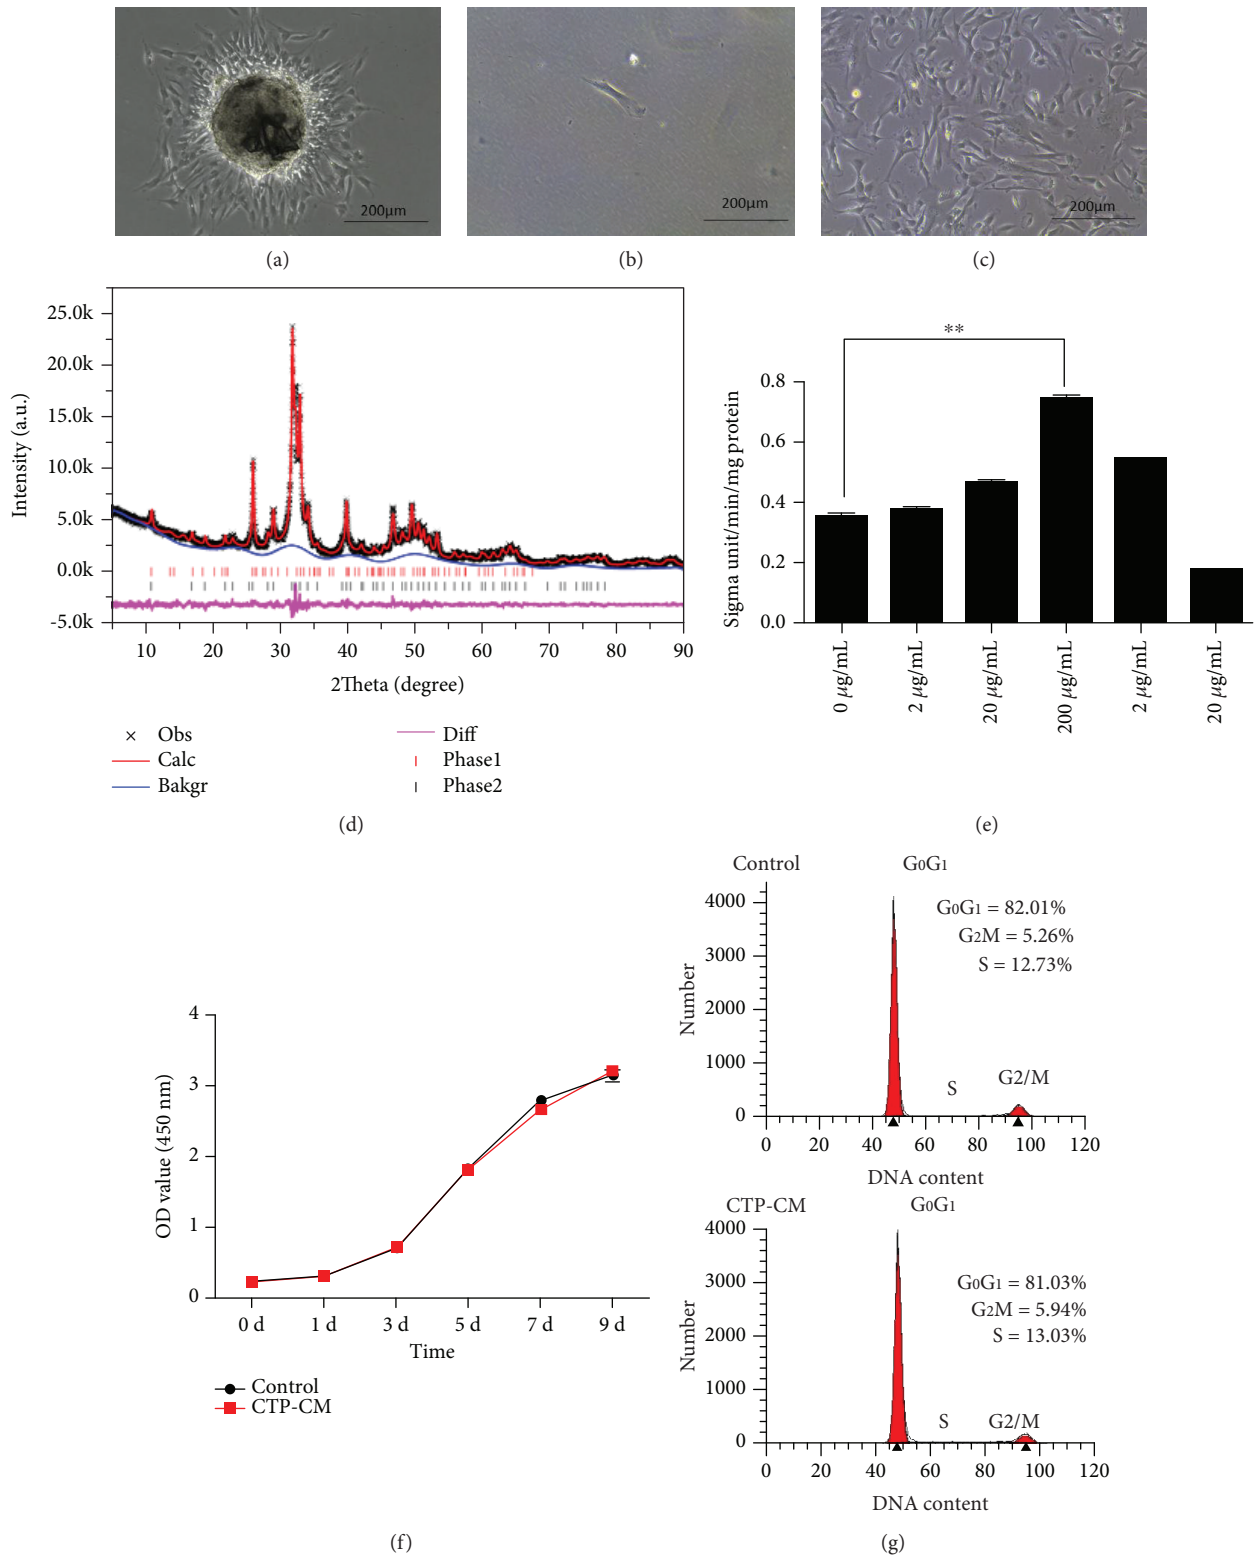 200μm
200μm
200μm
(a)
(b)
(c)
25.0k
20.0k
15.0k
10.0k
5.0k
0.0k
-5.0k
Intensity (a.u.)
10 20 30 40 50 60 70 80 90
2Theta (degree)
Obs
Calc
Bakgr
Diff
Phase1
Phase2
(d)
**
0.8
0.6
0.4
0.2
0.0
Sigma unit/min/mg protein
0 μg/mL
2 μg/mL
20 μg/mL
200 μg/mL
2 μg/mL
20 μg/mL
(e)
4
3
2
1
0
OD value (450 nm)
0 d 1 d 3 d 5 d 7 d 9 d
Time
Control
CTP-CM
(f)
Control
G0G1
G0G1 = 82.01%
G2M = 5.26%
S = 12.73%
4000
3000
2000
1000
0
Number
S
G2/M
0 20 40 60 80 100 120
DNA content
CTP-CM
G0G1
G0G1 = 81.03%
G2M = 5.94%
S = 13.03%
4000
3000
2000
1000
0
Number
S
G2/M
0 20 40 60 80 100 120
DNA content
(g)